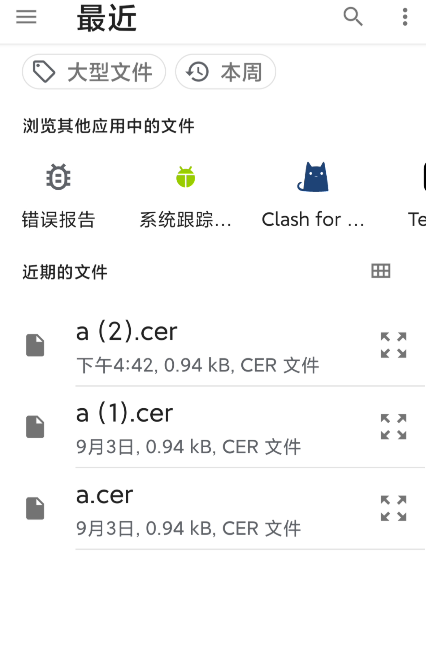 最近
大型文件
本周
浏览其他应用中的文件
错误报告
系统跟踪…
Clash for …
Te
近期的文件
a (2).cer
下午4:42, 0.94 kB, CER 文件
a (1).cer
9月3日, 0.94 kB, CER 文件
a.cer
9月3日, 0.94 kB, CER 文件